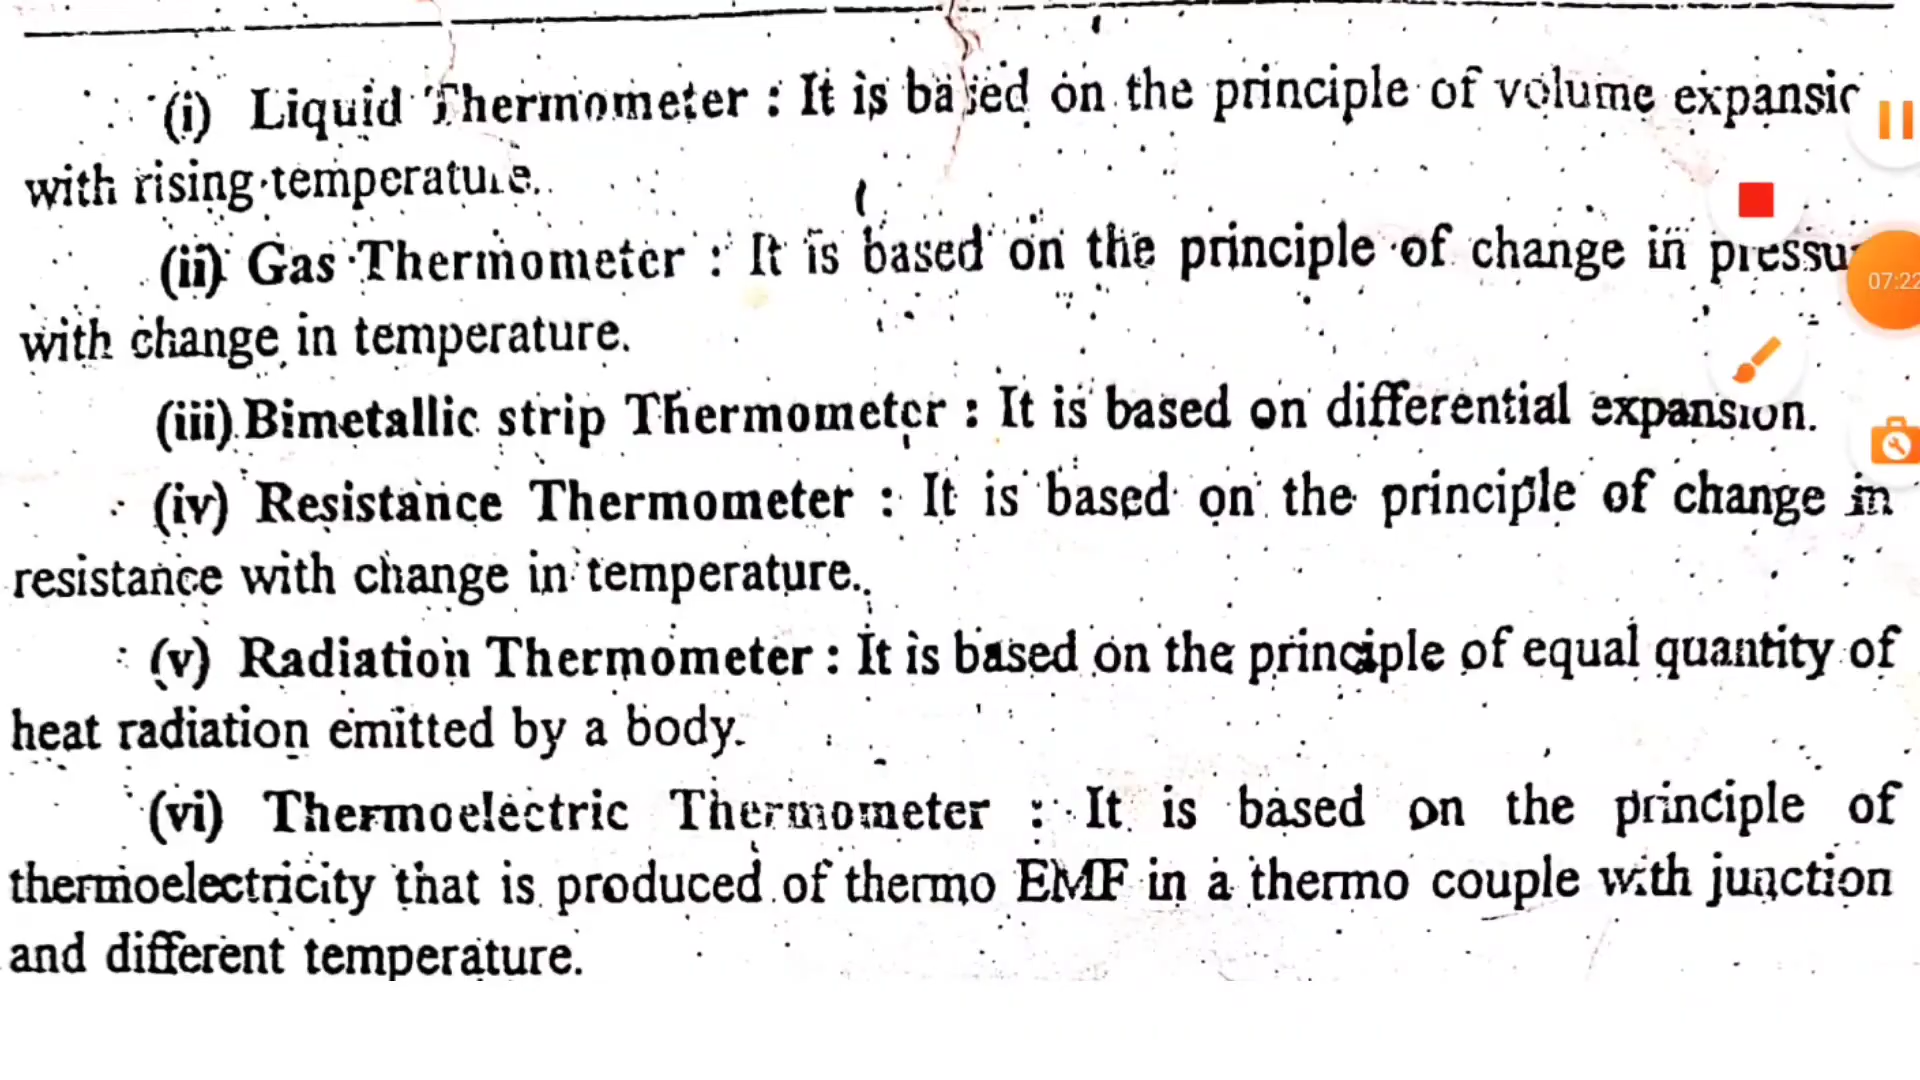 (i) Liquid Thermometer : It is based on the principle of volume expansio
with rising temperature.
(ii) Gas Thermometer : It is based on the principle of change in pressu
with change in temperature.
(iii) Bimetallic strip Thermometer : It is based on differential expansion.
(iv) Resistance Thermometer : It is based on the principle of change in
resistance with change in temperature.
(v) Radiation Thermometer : It is based on the principle of equal quantity of
heat radiation emitted by a body.
(vi) Thermoelectric Thermometer : It is based on the principle of
thermoelectricity that is produced of thermo EMF in a thermo couple with junction
and different temperature.
07:22